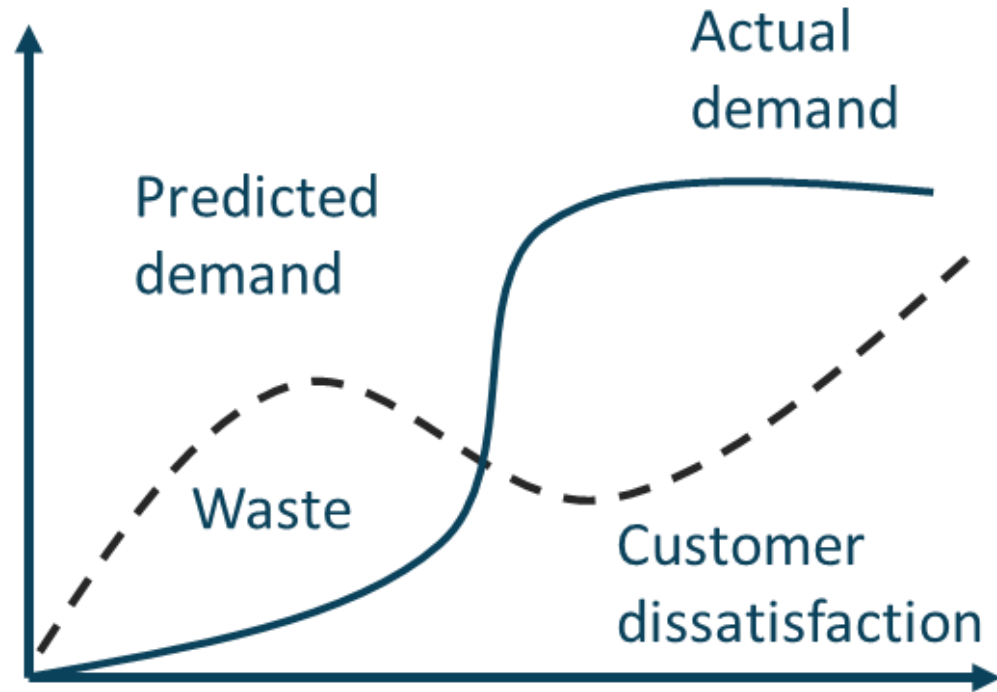 Actual
demand
Predicted
demand
Waste
Customer
dissatisfaction